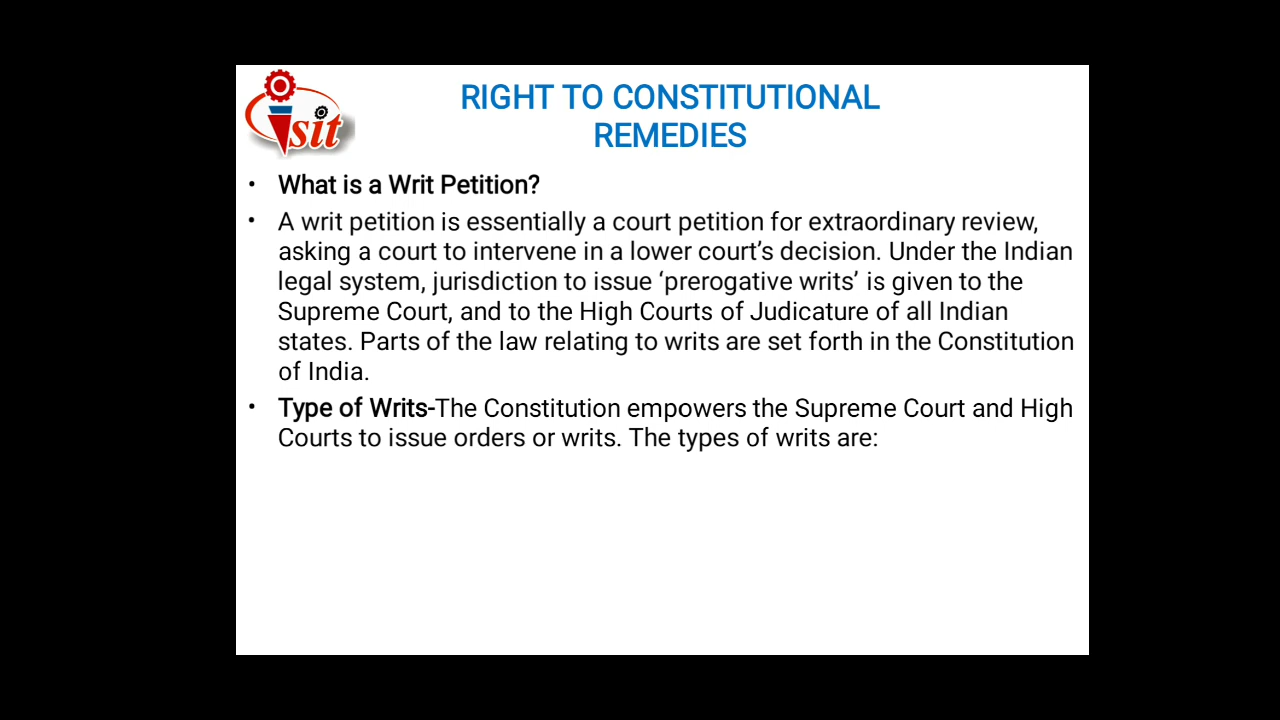 isit
RIGHT TO CONSTITUTIONAL
REMEDIES
• What is a Writ Petition?
• A writ petition is essentially a court petition for extraordinary review,
asking a court to intervene in a lower court’s decision. Under the Indian
legal system, jurisdiction to issue ‘prerogative writs’ is given to the
Supreme Court, and to the High Courts of Judicature of all Indian
states. Parts of the law relating to writs are set forth in the Constitution
of India.
• Type of Writs-The Constitution empowers the Supreme Court and High
Courts to issue orders or writs. The types of writs are: